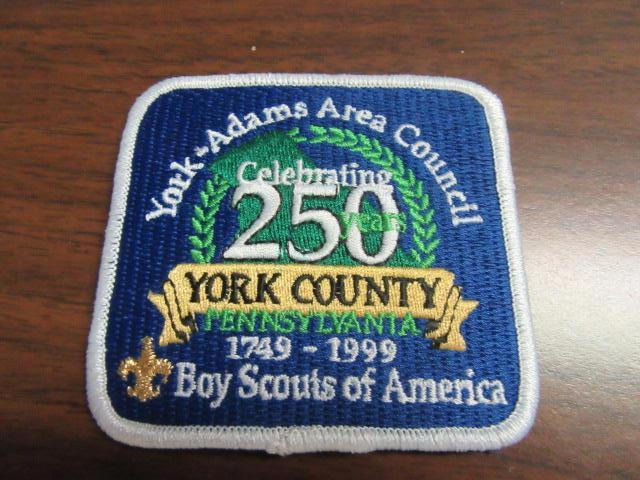 York-Adams Area Council
Celebrating
250
years
YORK COUNTY
PENNSYLVANIA
1749 - 1999
Boy Scouts of America